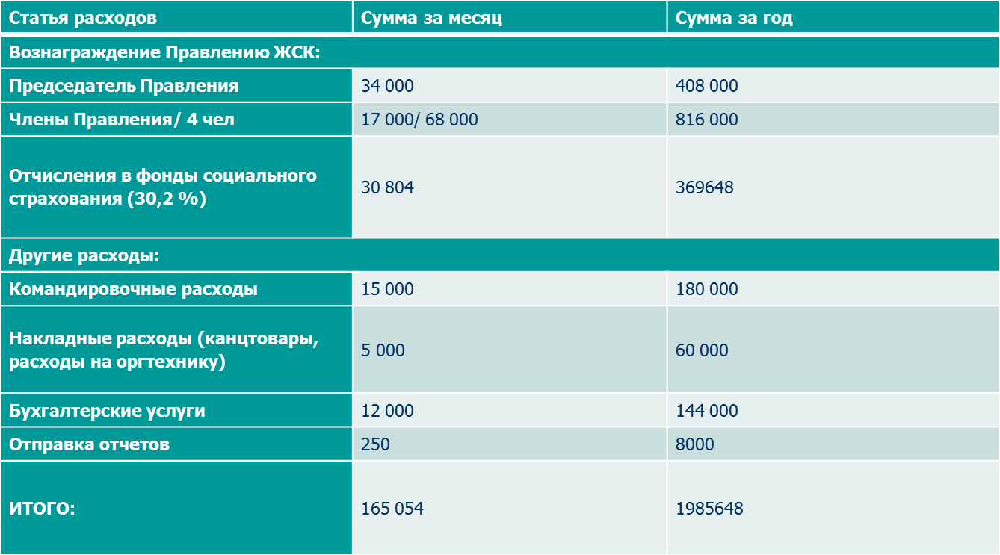 Статья расходов Сумма за месяц Сумма за год
Вознаграждение Правлению ЖСК:
Председатель Правления 34 000 408 000
Члены Правления/ 4 чел 17 000/ 68 000 816 000
Отчисления в фонды социального
страхования (30,2 %) 30 804 369648
Другие расходы:
Командировочные расходы 15 000 180 000
Накладные расходы (канцтовары,
расходы на оргтехнику) 5 000 60 000
Бухгалтерские услуги 12 000 144 000
Отправка отчетов 250 8000
ИТОГО: 165 054 1985648